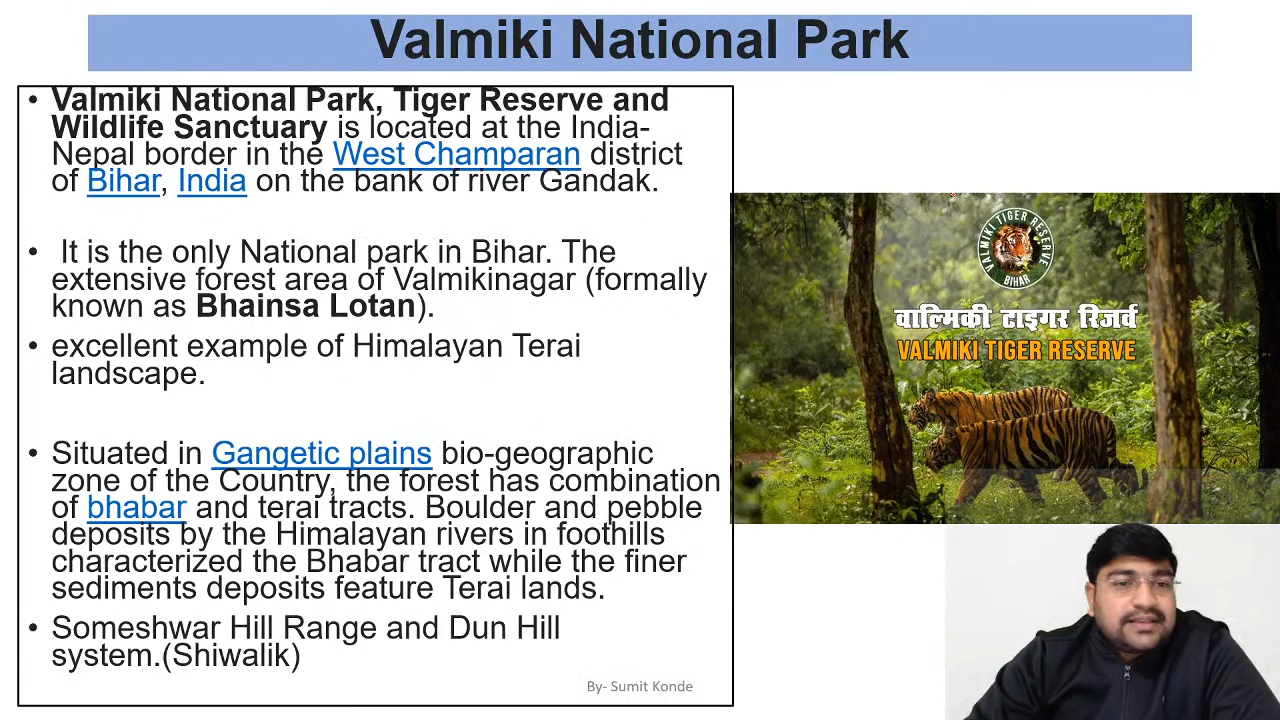 Valmiki National Park
• Valmiki National Park, Tiger Reserve and
Wildlife Sanctuary is located at the India-
Nepal border in the West Champaran district
of Bihar, India on the bank of river Gandak.
• It is the only National park in Bihar. The
extensive forest area of Valmikinagar (formally
known as Bhainsa Lotan).
• excellent example of Himalayan Terai
landscape.
• Situated in Gangetic plains bio-geographic
zone of the Country, the forest has combination
of bhabar and terai tracts. Boulder and pebble
deposits by the Himalayan rivers in foothills
characterized the Bhabar tract while the finer
sediments deposits feature Terai lands.
• Someshwar Hill Range and Dun Hill
system.(Shiwalik)
By- Sumit Konde
VALMIKI TIGER RESERVE
BIHAR
वाल्मिकी टाइगर रिजर्व
VALMIKI TIGER RESERVE